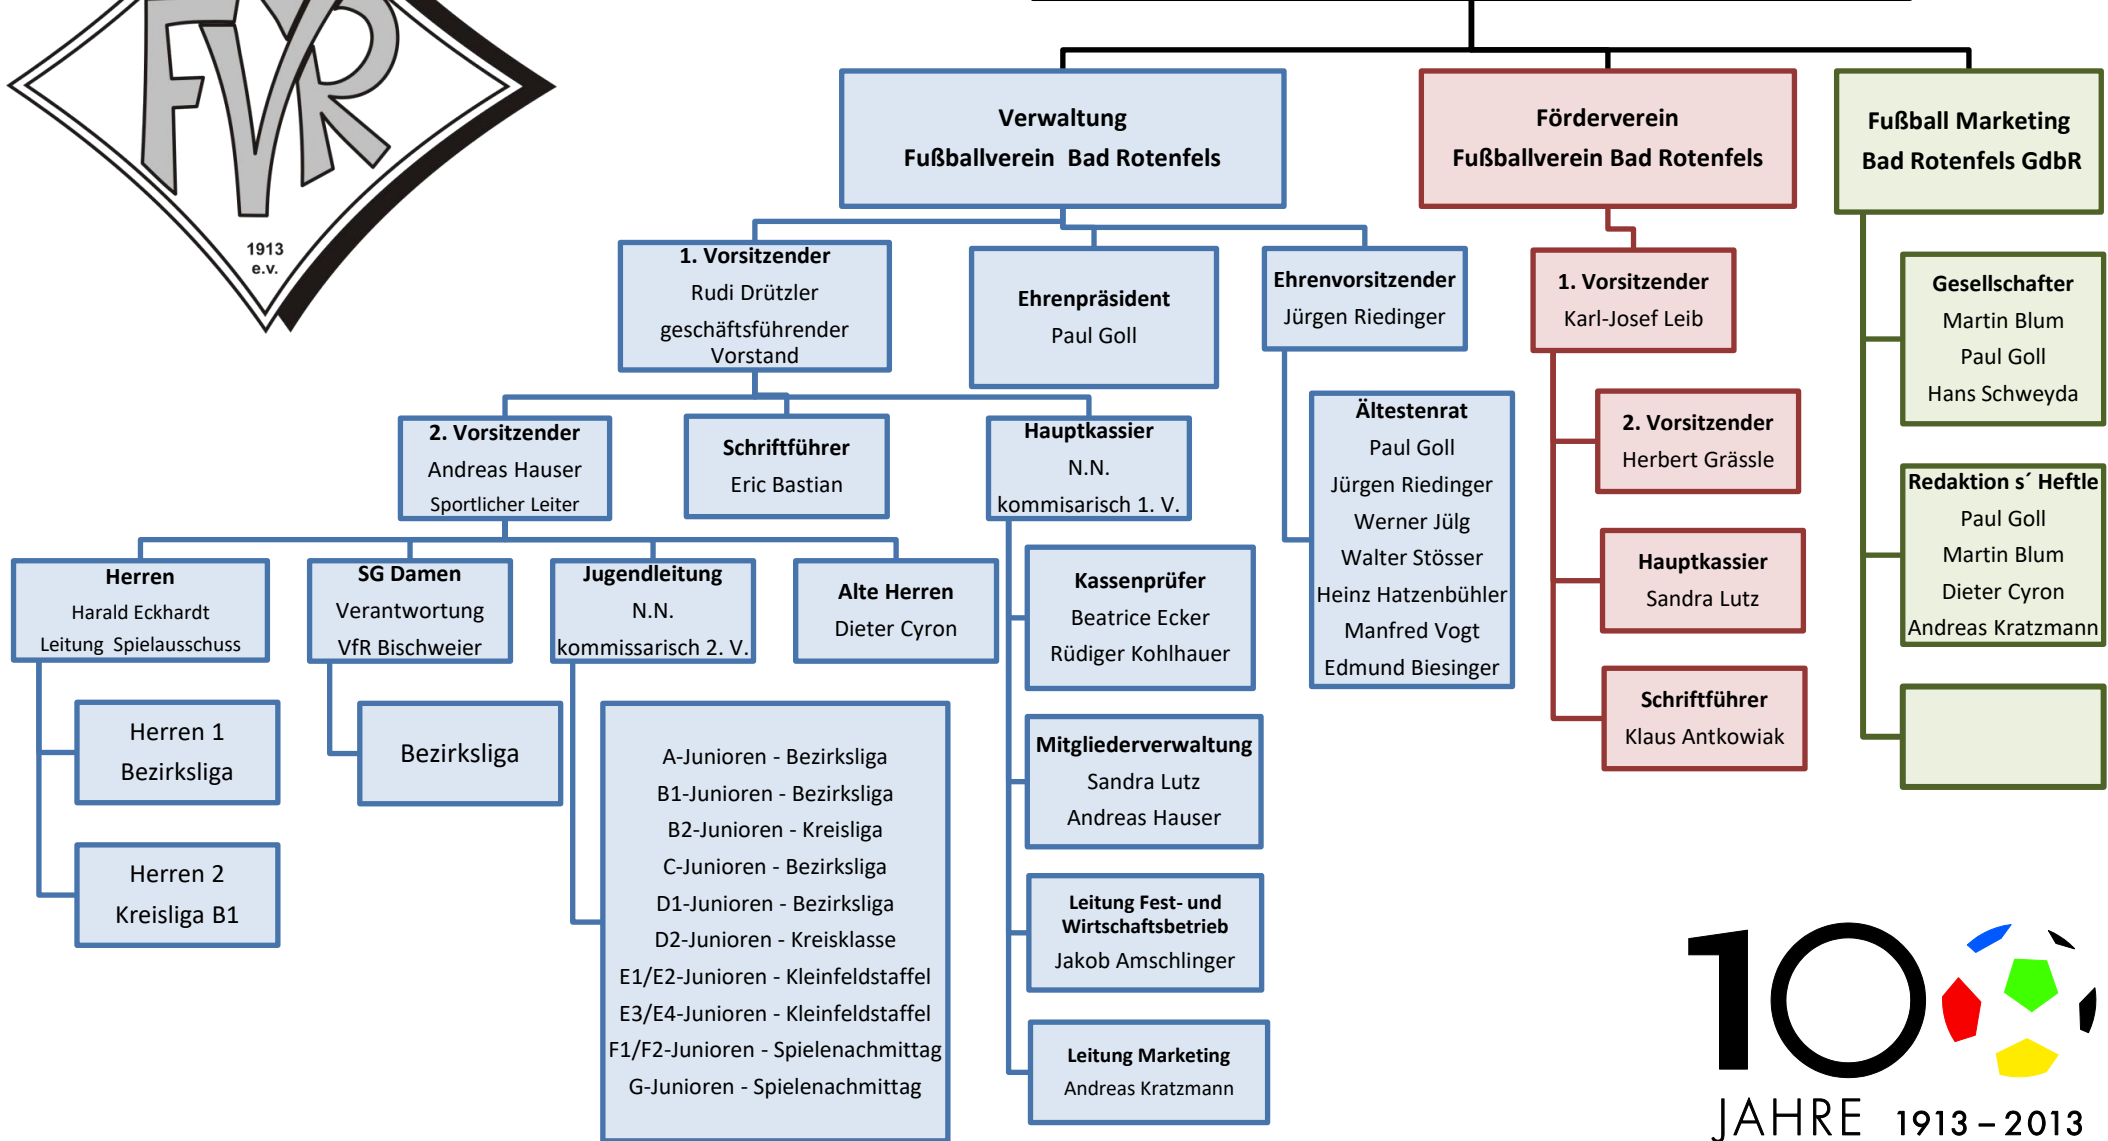 FVR
1913
e.v.
Verwaltung
Fußballverein Bad Rotenfels
Förderverein
Fußballverein Bad Rotenfels
Fußball Marketing
Bad Rotenfels GdbR
1. Vorsitzender
Rudi Drützler
geschäftsführender
Vorstand
Ehrenpräsident
Paul Goll
Ehrenvorsitzender
Jürgen Riedinger
1. Vorsitzender
Karl-Josef Leib
Gesellschafter
Martin Blum
Paul Goll
Hans Schweyda
2. Vorsitzender
Andreas Hauser
Sportlicher Leiter
Schriftführer
Eric Bastian
Hauptkassier
N.N.
kommisarisch 1. V.
Ältestenrat
Paul Goll
Jürgen Riedinger
Werner Jülg
Walter Stösser
Heinz Hatzenbühler
Manfred Vogt
Edmund Biesinger
2. Vorsitzender
Herbert Grässle
Redaktion s´ Heftle
Paul Goll
Martin Blum
Dieter Cyron
Andreas Kratzmann
Herren
Harald Eckhardt
Leitung Spielausschuss
SG Damen
Verantwortung
VfR Bischweier
Jugendleitung
N.N.
kommissarisch 2. V.
Alte Herren
Dieter Cyron
Kassenprüfer
Beatrice Ecker
Rüdiger Kohlhauer
Hauptkassier
Sandra Lutz
Schriftführer
Klaus Antkowiak
Herren 1
Bezirksliga
Bezirksliga
Herren 2
Kreisliga B1
A-Junioren - Bezirksliga
B1-Junioren - Bezirksliga
B2-Junioren - Kreisliga
C-Junioren - Bezirksliga
D1-Junioren - Bezirksliga
D2-Junioren - Kreisklasse
E1/E2-Junioren - Kleinfeldstaffel
E3/E4-Junioren - Kleinfeldstaffel
F1/F2-Junioren - Spielenachmittag
G-Junioren - Spielenachmittag
Mitgliederverwaltung
Sandra Lutz
Andreas Hauser
Leitung Fest- und
Wirtschaftsbetrieb
Jakob Amschlinger
Leitung Marketing
Andreas Kratzmann
100
JAHRE 1913 – 2013